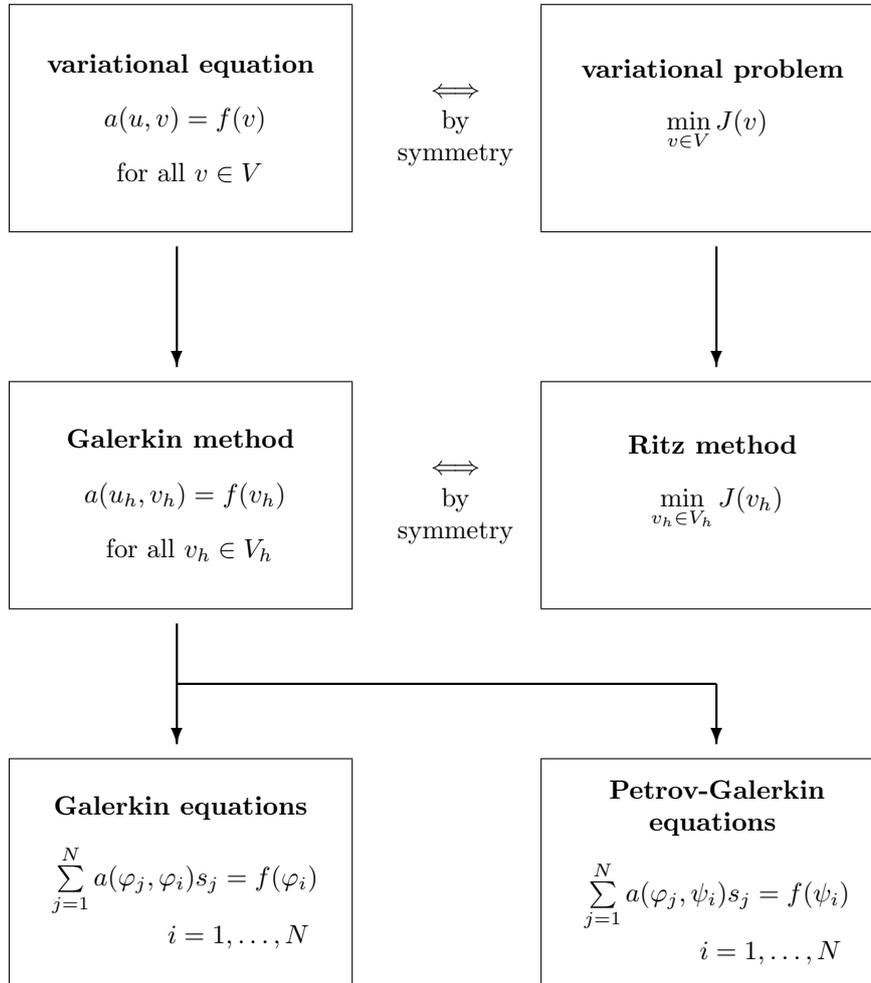 variational equation
a(u, v) = f(v)
for all v ∈ V
⟺
by
symmetry
variational problem
min J(v)
v∈V
Galerkin method
a(u_h, v_h) = f(v_h)
for all v_h ∈ V_h
⟺
by
symmetry
Ritz method
min J(v_h)
v_h∈V_h
Galerkin equations
∑_{j=1}^{N} a(φ_j, φ_i)s_j = f(φ_i)
i = 1, . . . , N
Petrov-Galerkin
equations
∑_{j=1}^{N} a(φ_j, ψ_i)s_j = f(ψ_i)
i = 1, . . . , N